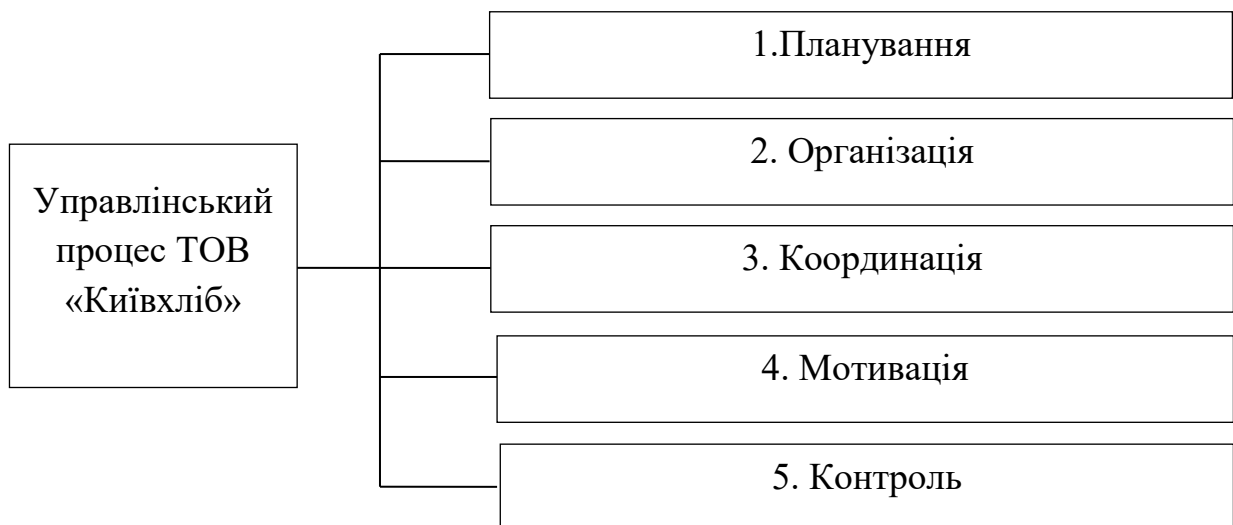 Управлінський
процес ТОВ
«Київхліб»
1.Планування
2. Організація
3. Координація
4. Мотивація
5. Контроль